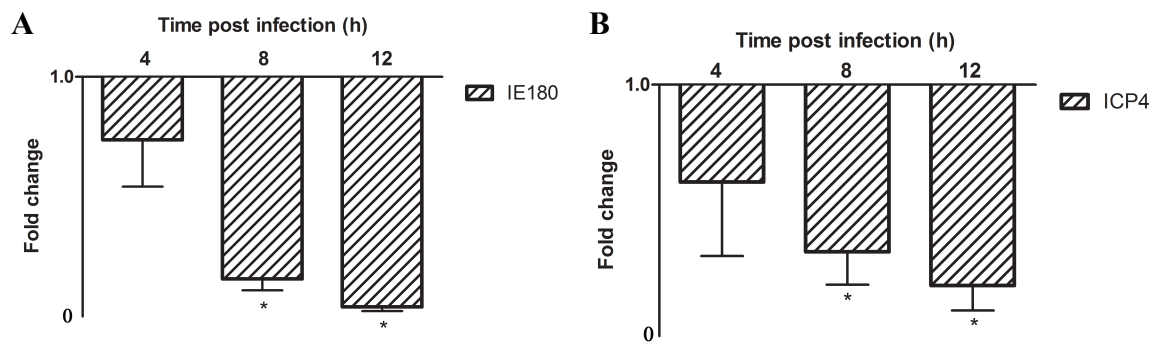 A
Time post infection (h)
4 8 12
1.0
IE180
Fold change
*
*
0
B
Time post infection (h)
4 8 12
1.0
ICP4
Fold change
*
*
0